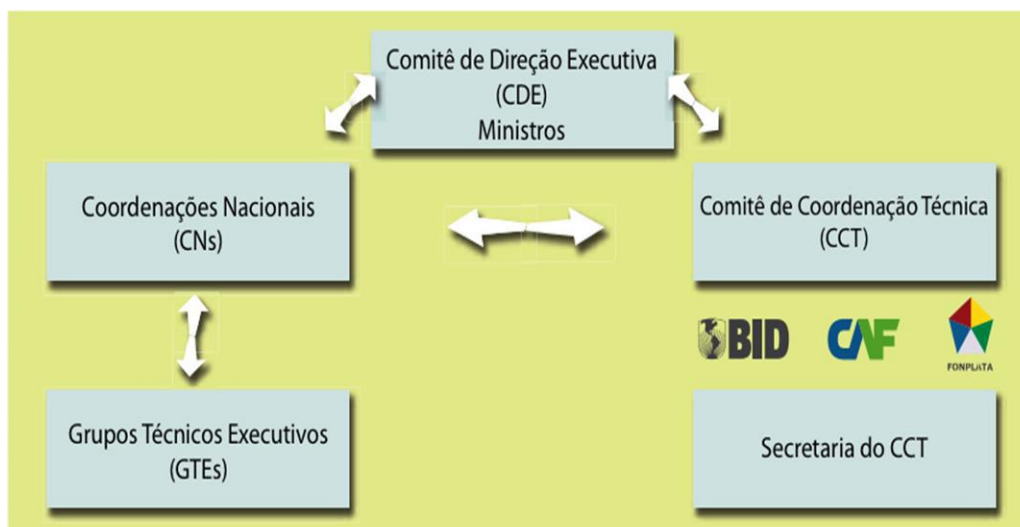 Comitê de Direção Executiva
(CDE)
Ministros
Coordenações Nacionais
(CNs)
Comitê de Coordenação Técnica
(CCT)
BID
CAF
FONPLATA
Grupos Técnicos Executivos
(GTEs)
Secretaria do CCT